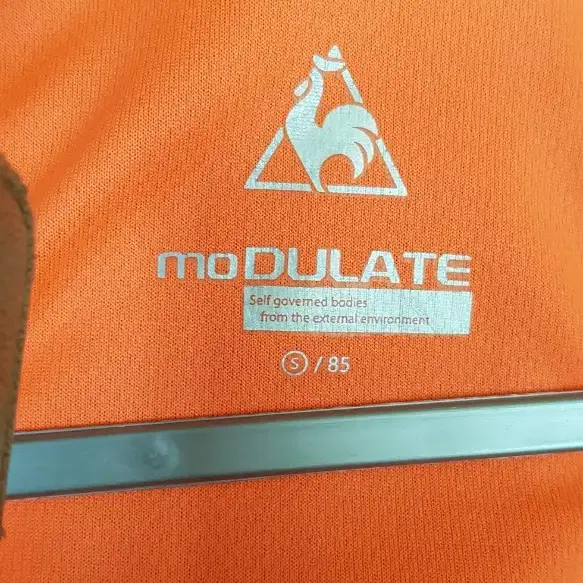 moDULATE
Self governed bodies
from the external environment
Ⓢ / 85